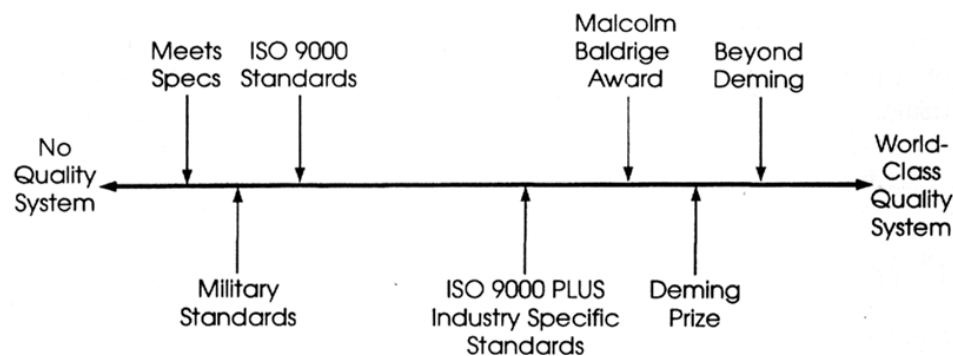 Meets
Specs
ISO 9000
Standards
Malcolm
Baldrige
Award
Beyond
Deming
No
Quality
System
World-
Class
Quality
System
Military
Standards
ISO 9000 PLUS
Industry Specific
Standards
Deming
Prize